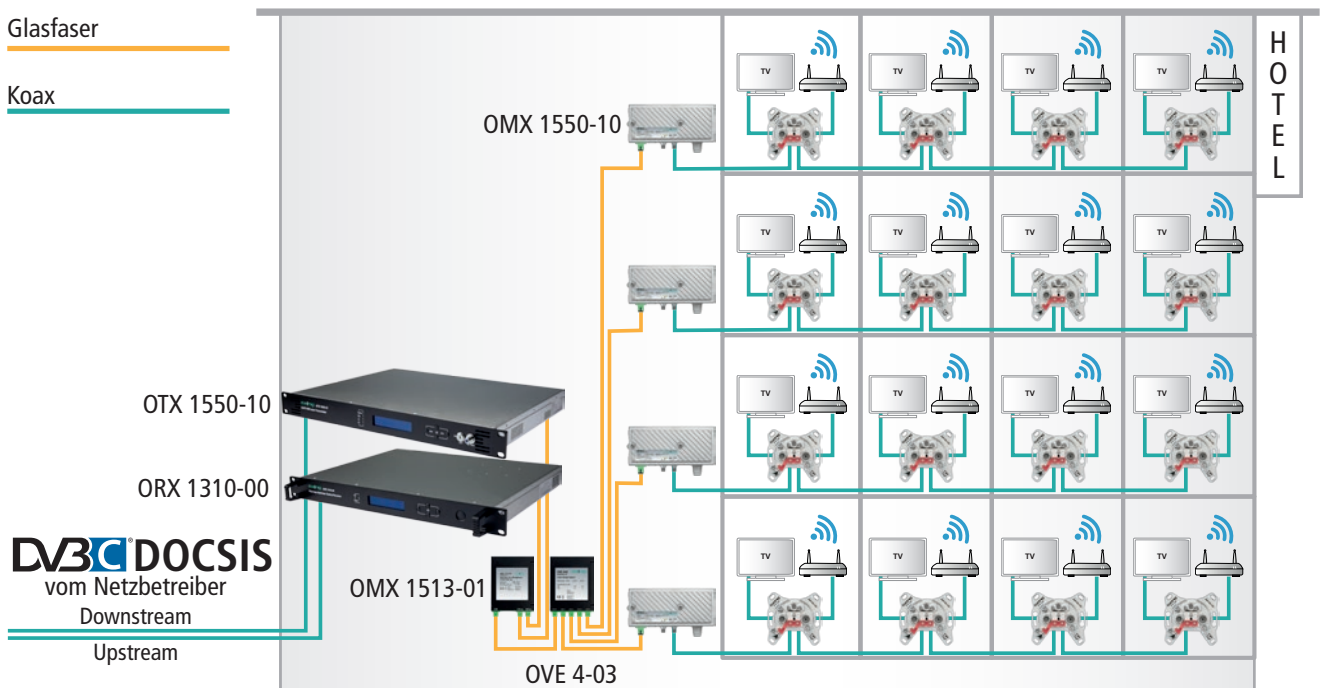 Glasfaser
Koax
HOTEL
OMX 1550-10
TV TV TV TV
TV TV TV TV
OTX 1550-10
TV TV TV TV
ORX 1310-00
DVB C DOCSIS
vom Netzbetreiber
Downstream
Upstream
OMX 1513-01
TV TV TV TV
OVE 4-03